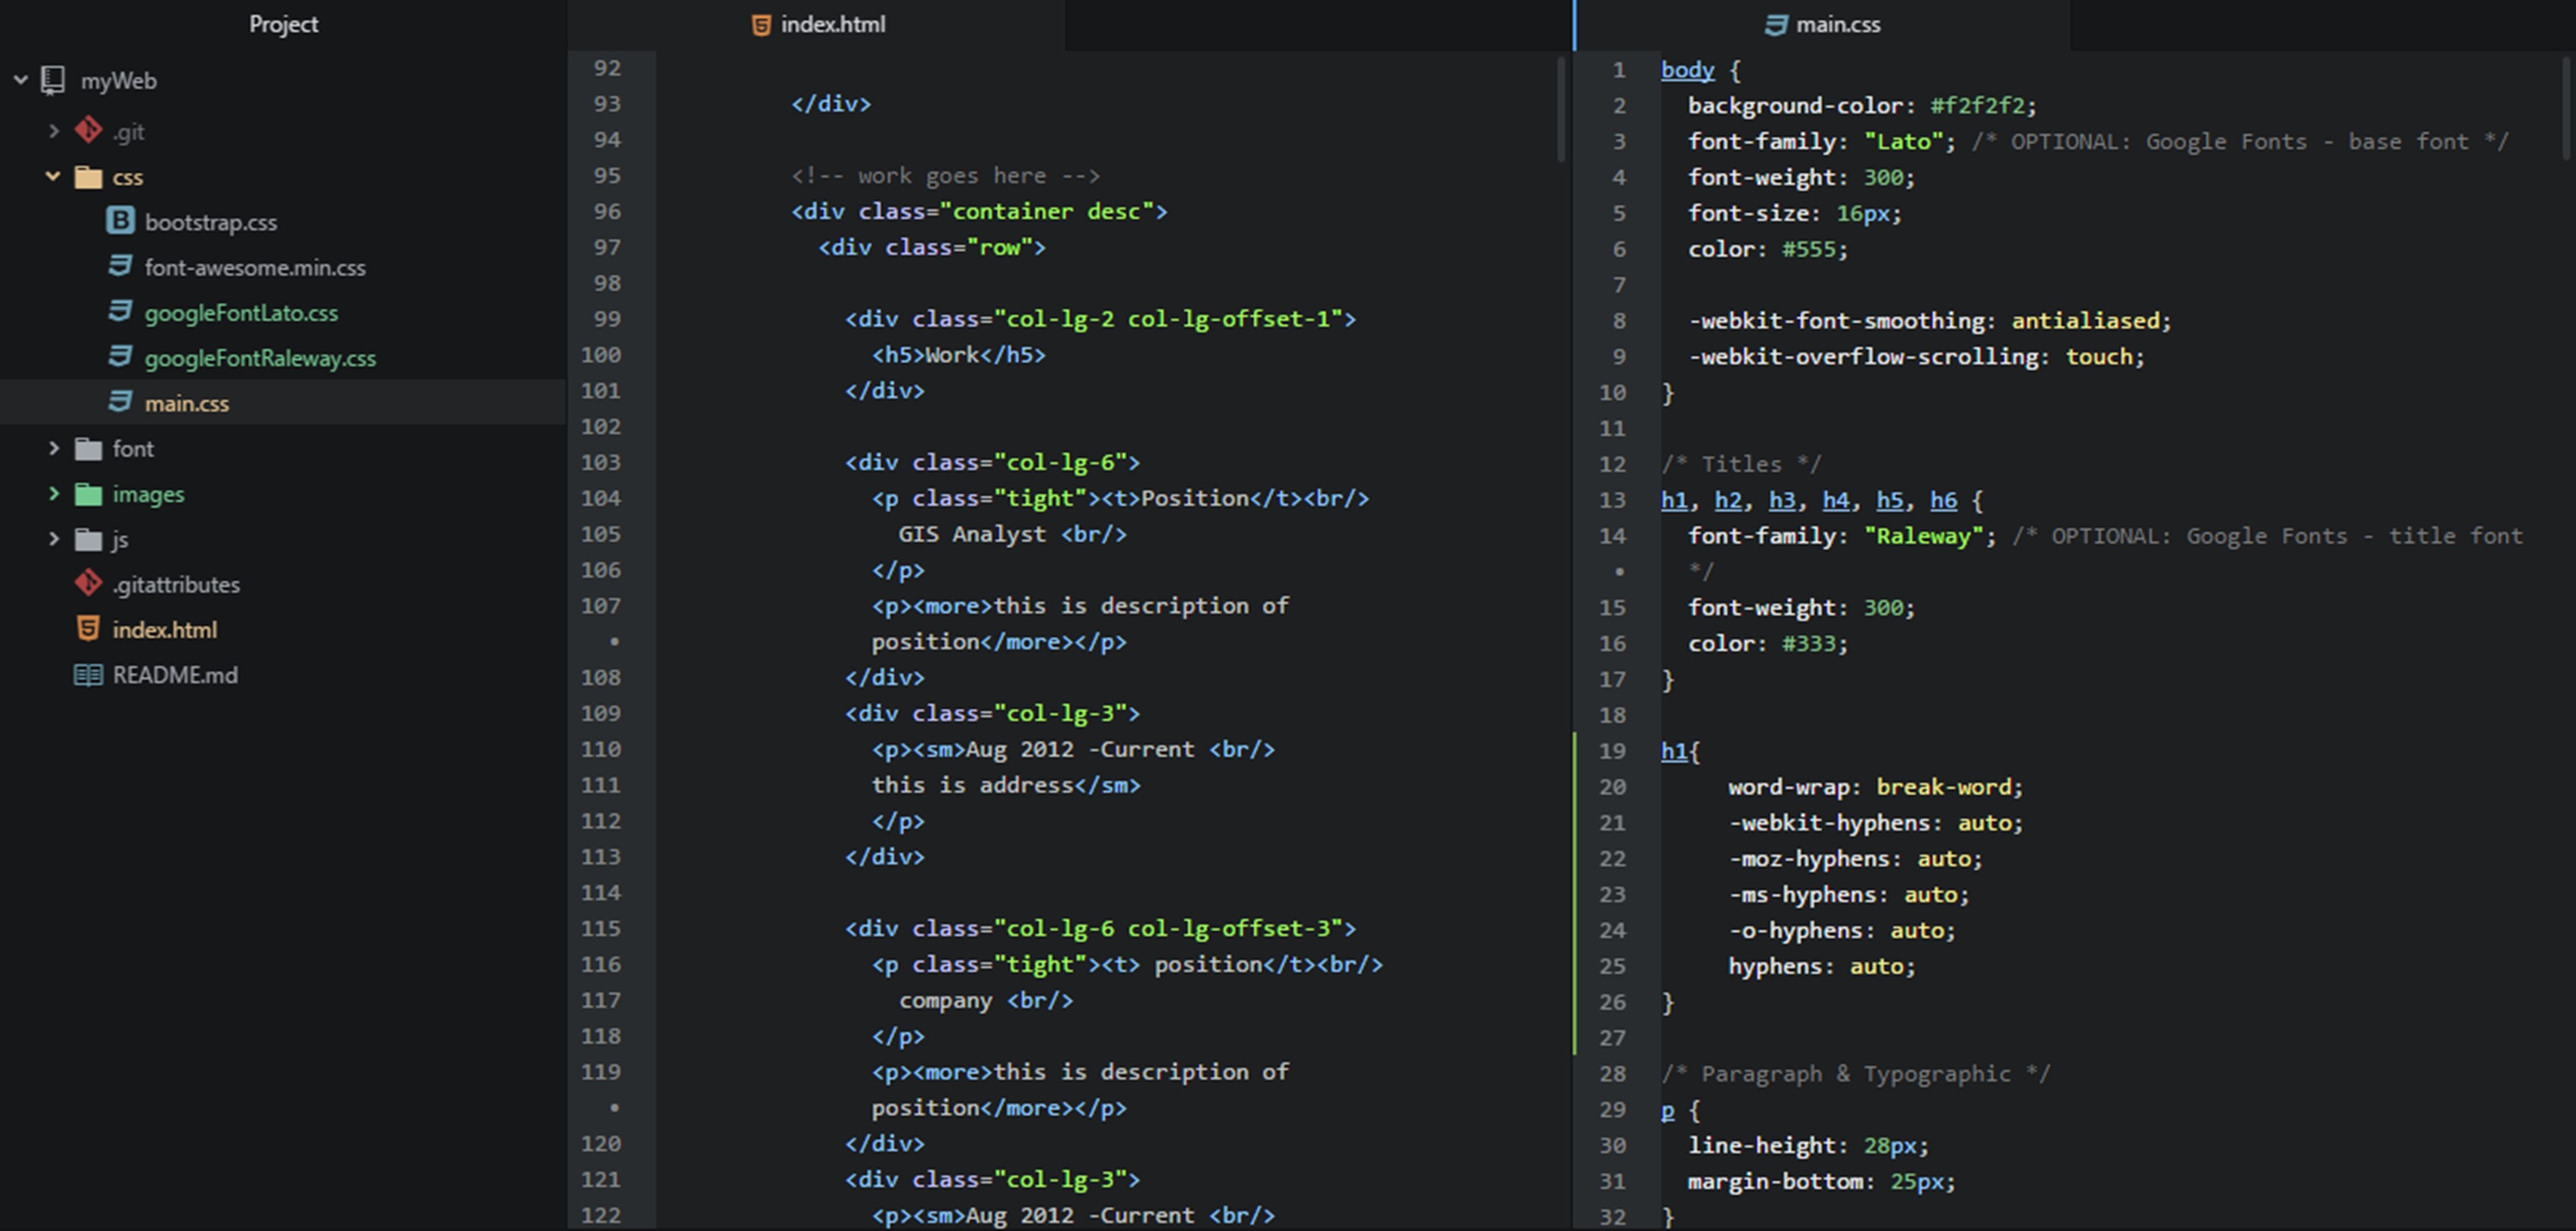 Project
myWeb
.git
css
bootstrap.css
font-awesome.min.css
googleFontLato.css
googleFontRaleway.css
main.css
font
images
js
.gitattributes
index.html
README.md
index.html
92
93 </div>
94
95 <!-- work goes here -->
96 <div class="container desc">
97 <div class="row">
98
99 <div class="col-lg-2 col-lg-offset-1">
100 <h5>Work</h5>
101 </div>
102
103 <div class="col-lg-6">
104 <p class="tight"><t>Position</t><br/>
105 GIS Analyst <br/>
106 </p>
107 <p><more>this is description of
• position</more></p>
108 </div>
109 <div class="col-lg-3">
110 <p><sm>Aug 2012 -Current <br/>
111 this is address</sm>
112 </p>
113 </div>
114
115 <div class="col-lg-6 col-lg-offset-3">
116 <p class="tight"><t> position</t><br/>
117 company <br/>
118 </p>
119 <p><more>this is description of
• position</more></p>
120 </div>
121 <div class="col-lg-3">
122 <p><sm>Aug 2012 -Current <br/>
main.css
1 body {
2 background-color: #f2f2f2;
3 font-family: "Lato"; /* OPTIONAL: Google Fonts - base font */
4 font-weight: 300;
5 font-size: 16px;
6 color: #555;
7
8 -webkit-font-smoothing: antialiased;
9 -webkit-overflow-scrolling: touch;
10 }
11
12 /* Titles */
13 h1, h2, h3, h4, h5, h6 {
14 font-family: "Raleway"; /* OPTIONAL: Google Fonts - title font
• */
15 font-weight: 300;
16 color: #333;
17 }
18
19 h1{
20 word-wrap: break-word;
21 -webkit-hyphens: auto;
22 -moz-hyphens: auto;
23 -ms-hyphens: auto;
24 -o-hyphens: auto;
25 hyphens: auto;
26 }
27
28 /* Paragraph & Typographic */
29 p {
30 line-height: 28px;
31 margin-bottom: 25px;
32 }